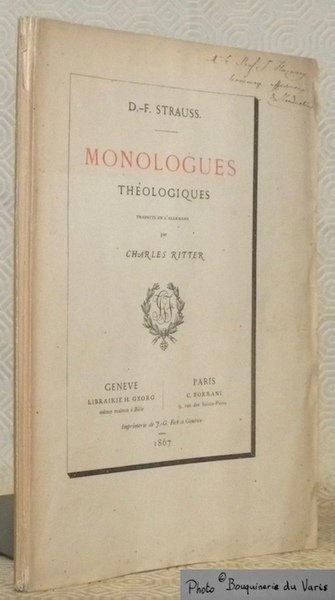 D.-F. STRAUSS.
MONOLOGUES
THÉOLOGIQUES
TRADUITS DE L'ALLEMAND
par
CHARLES RITTER
GENÈVE
LIBRAIRIE H. GEORG
même maison à Bâle
PARIS
C. BORRANI
9, rue des Saints-Pères
Imprimerie de J.-G. Fick à Genève
1867
Photo © Bouquinerie du Varis